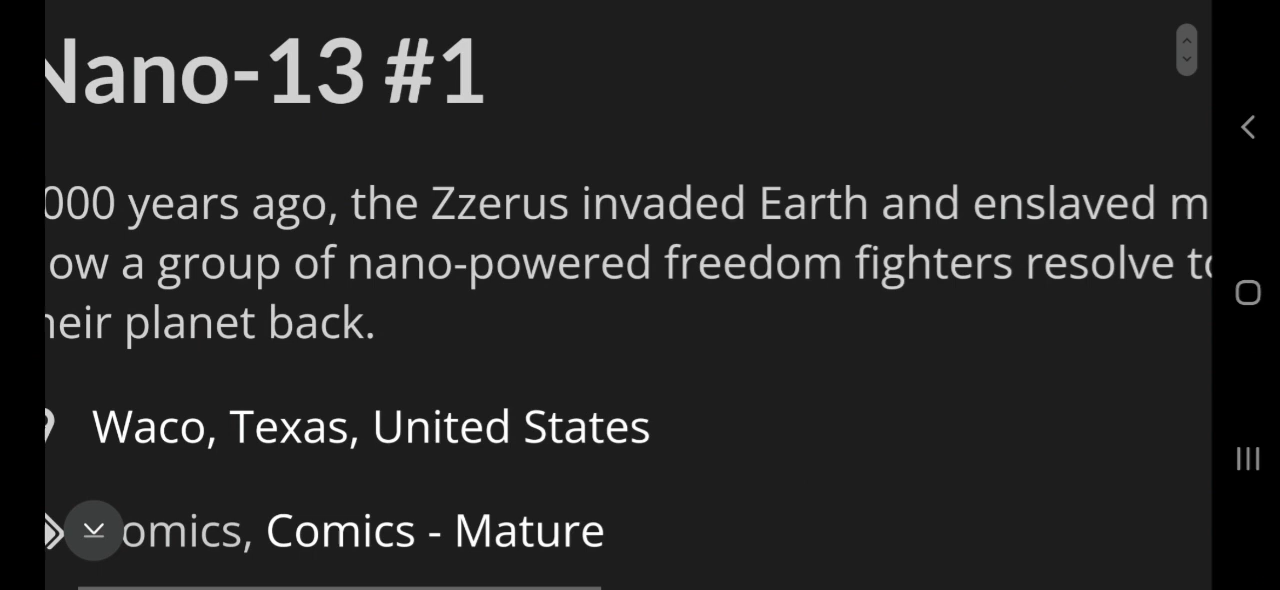 Nano-13 #1
000 years ago, the Zzerus invaded Earth and enslaved m
ow a group of nano-powered freedom fighters resolve to
heir planet back.
Waco, Texas, United States
omics, Comics - Mature